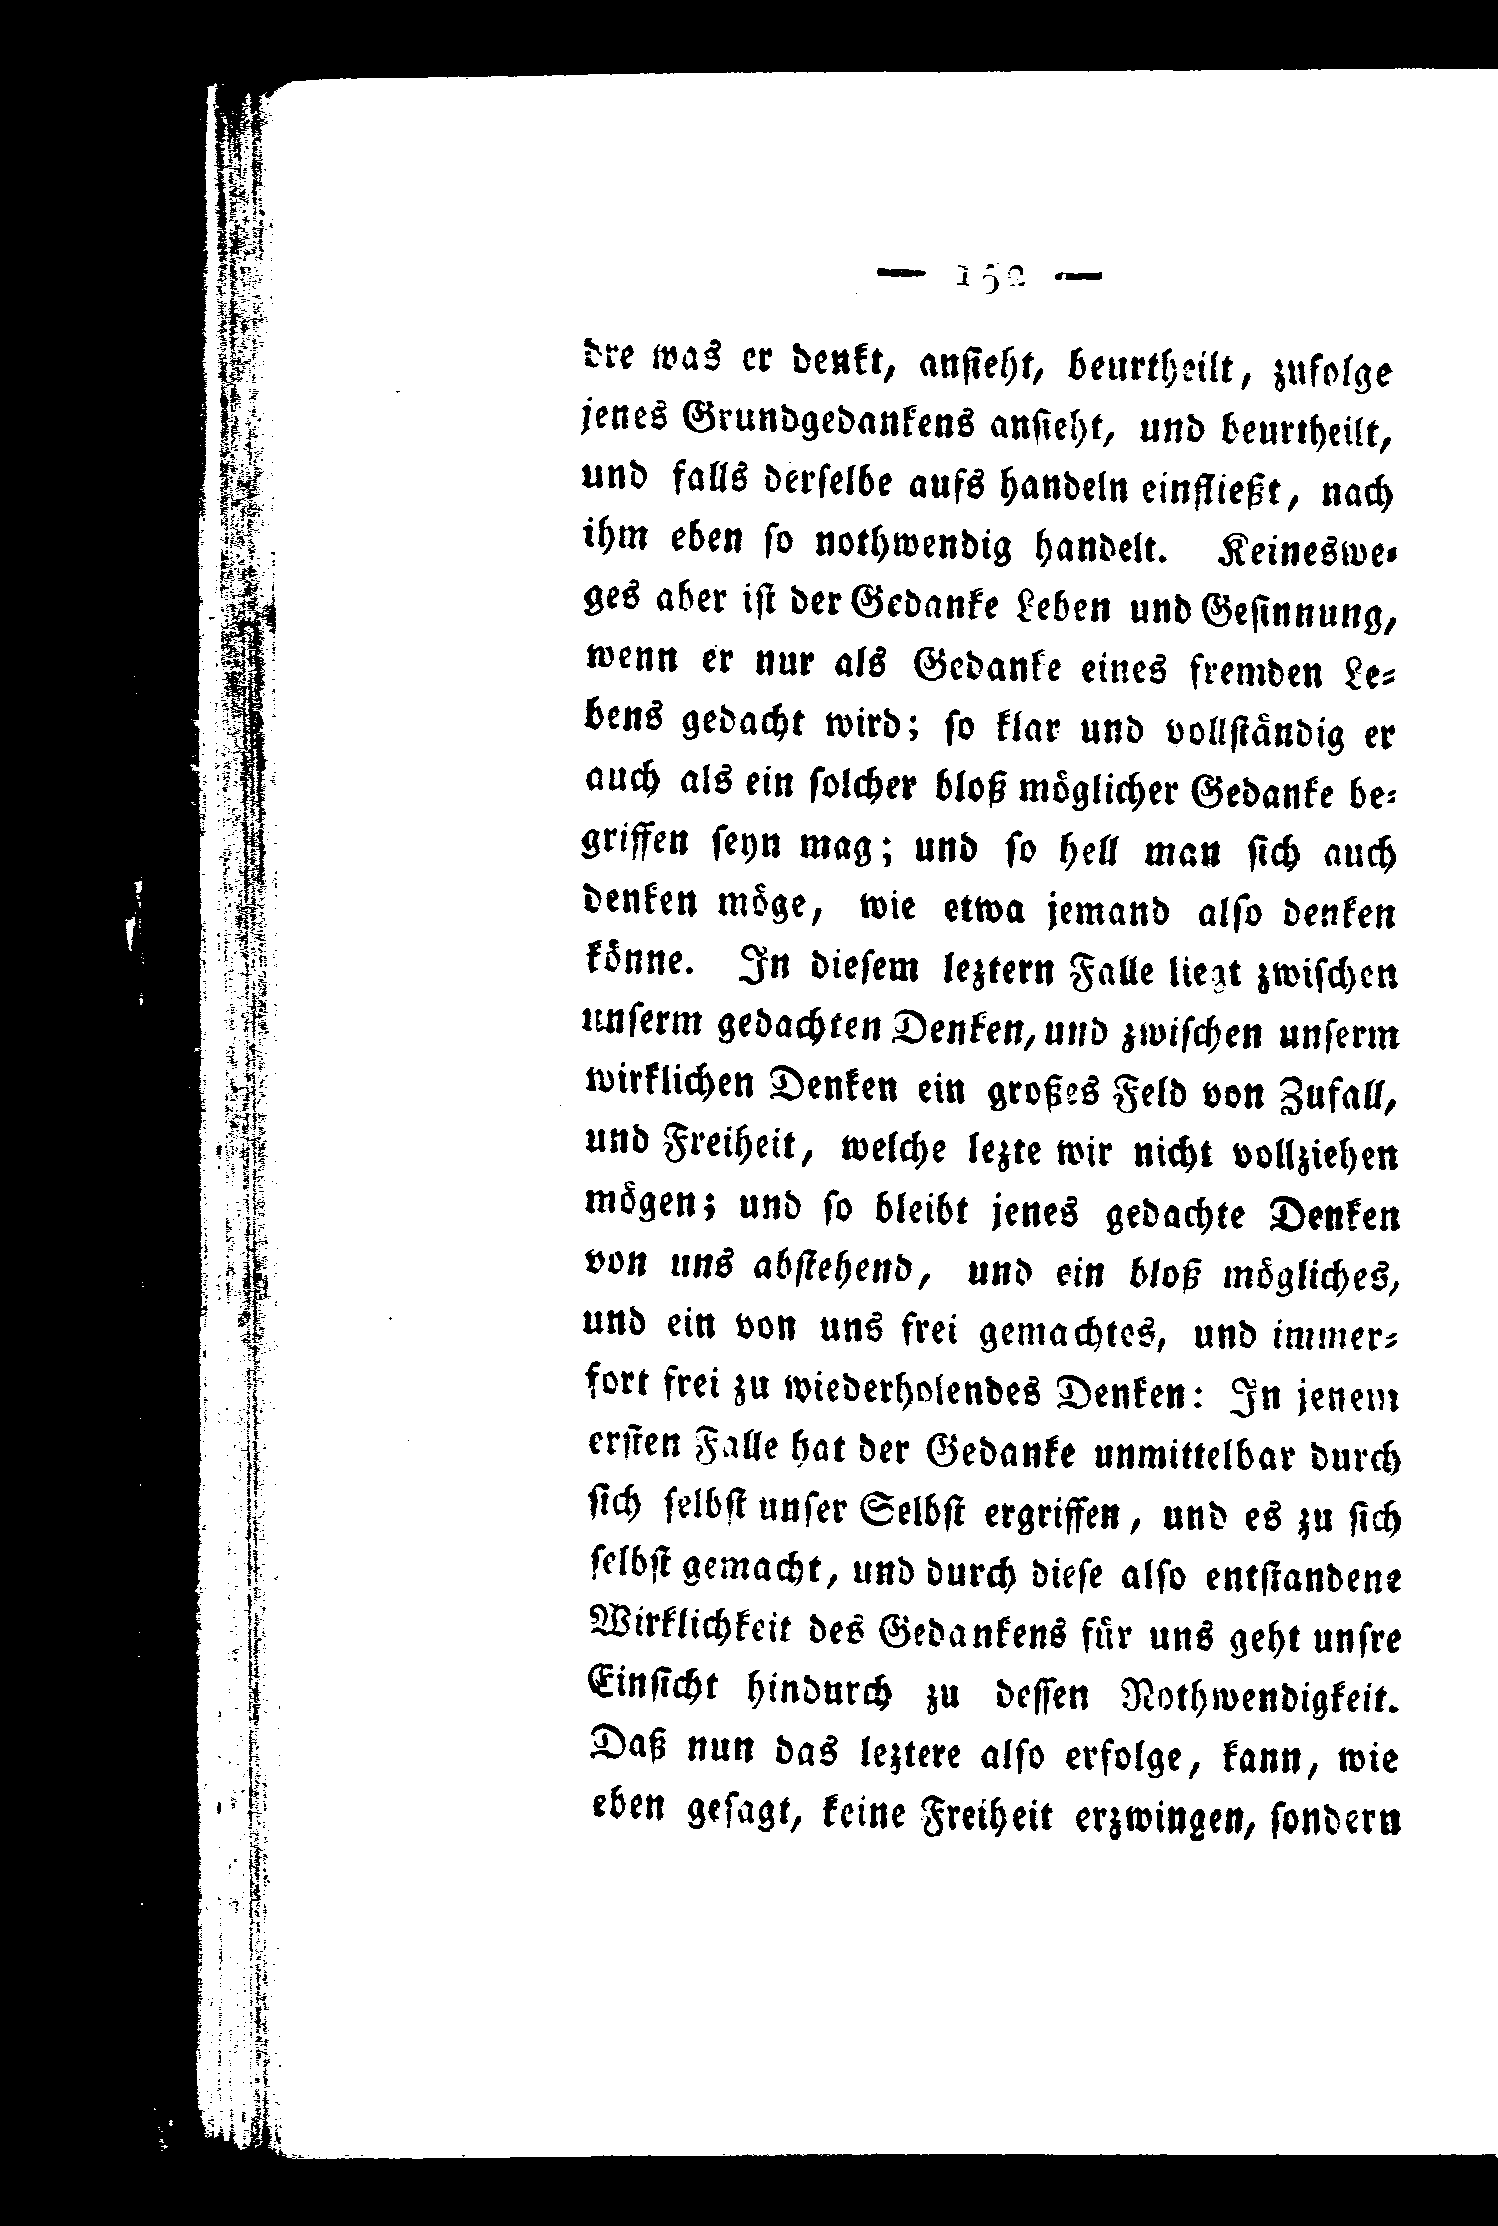 — 152 —
dre was er denkt, anſieht, beurtheilt, zufolge
jenes Grundgedankens anſieht, und beurtheilt,
und falls derſelbe aufs handeln einfließt, nach
ihm eben ſo nothwendig handelt. Keineswe⸗
ges aber iſt der Gedanke Leben und Geſinnung,
wenn er nur als Gedanke eines fremden Le⸗
bens gedacht wird; ſo klar und vollſtändig er
auch als ein ſolcher bloß möglicher Gedanke be⸗
griffen ſeyn mag; und ſo hell man ſich auch
denken möge, wie etwa jemand alſo denken
könne. In dieſem leztern Falle liegt zwiſchen
unſerm gedachten Denken, und zwiſchen unſerm
wirklichen Denken ein großes Feld von Zufall,
und Freiheit, welche lezte wir nicht vollziehen
mögen; und ſo bleibt jenes gedachte Denken
von uns abſtehend, und ein bloß mögliches,
und ein von uns frei gemachtes, und immer⸗
fort frei zu wiederholendes Denken: In jenem
erſten Falle hat der Gedanke unmittelbar durch
ſich ſelbſt unſer Selbſt ergriffen, und es zu ſich
ſelbſt gemacht, und durch dieſe alſo entſtandene
Wirklichkeit des Gedankens für uns geht unſre
Einſicht hindurch zu deſſen Nothwendigkeit.
Daß nun das leztere alſo erfolge, kann, wie
eben geſagt, keine Freiheit erzwingen, ſondern